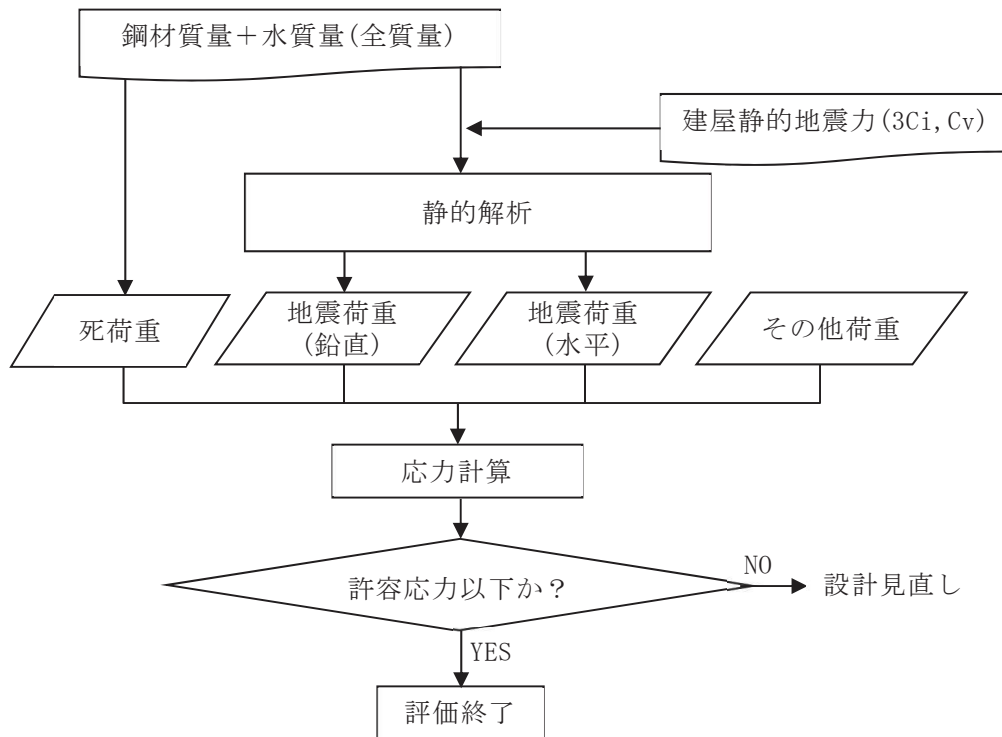 鋼材質量＋水質量(全質量)
建屋静的地震力(3Ci,Cv)
静的解析
死荷重
地震荷重
(鉛直)
地震荷重
(水平)
その他荷重
応力計算
許容応力以下か？
NO
設計見直し
YES
評価終了